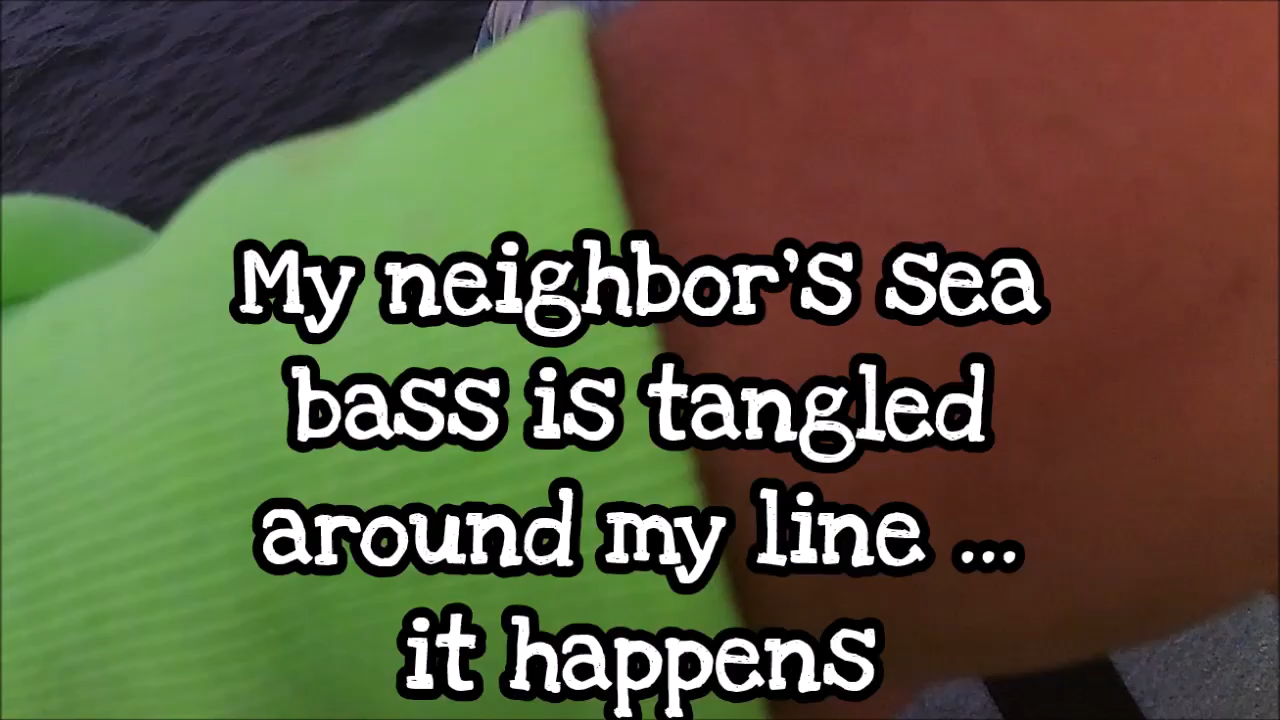 My neighbor's sea
bass is tangled
around my line ...
it happens